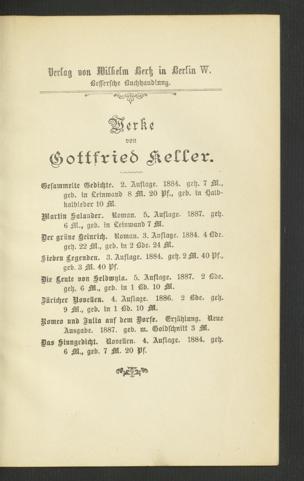 Verlag von Wilhelm Hertz in Berlin W.
Bessersche Buchhandlung.
Werke
von
Gottfried Keller.
Gesammelte Gedichte. 2. Auflage. 1884. geh. 7 M.,
geb. in Leinwand 8 M. 20 Pf., geb. in Halb-
kalbleder 10 M.
Martin Salander. Roman. 5. Auflage. 1887. geh.
6 M., geb. in Leinwand 7 M.
Der grüne Heinrich. Roman. 3. Auflage. 1884. 4 Bde.
geh. 22 M., geb. in 2 Bde. 24 M.
Sieben Legenden. 3. Auflage. 1884. geh. 2 M. 40 Pf.,
geb. 3 M. 40 Pf.
Die Leute von Seldwyla. 5. Auflage. 1887. 2 Bde.
geh. 6 M., geb. in 1 Bd. 10 M.
Züricher Novellen. 4. Auflage. 1886. 2 Bde. geh.
9 M., geb. in 1 Bd. 10 M.
Romeo und Julia auf dem Dorfe. Erzählung. Neue
Ausgabe. 1887. geb. m. Goldschnitt 3 M.
Das Sinngedicht. Novellen. 4. Auflage. 1884. geh.
6 M., geb. 7 M. 20 Pf.